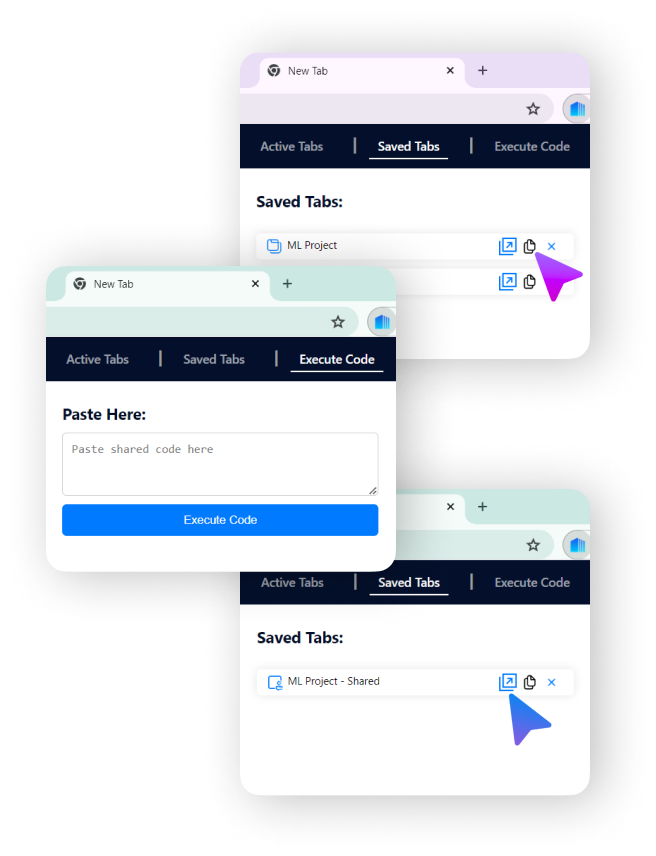 New Tab
Active Tabs | Saved Tabs | Execute Code
Saved Tabs:
ML Project
New Tab
Active Tabs | Saved Tabs | Execute Code
Paste Here:
Paste shared code here
Execute Code
Active Tabs | Saved Tabs | Execute Code
Saved Tabs:
ML Project - Shared